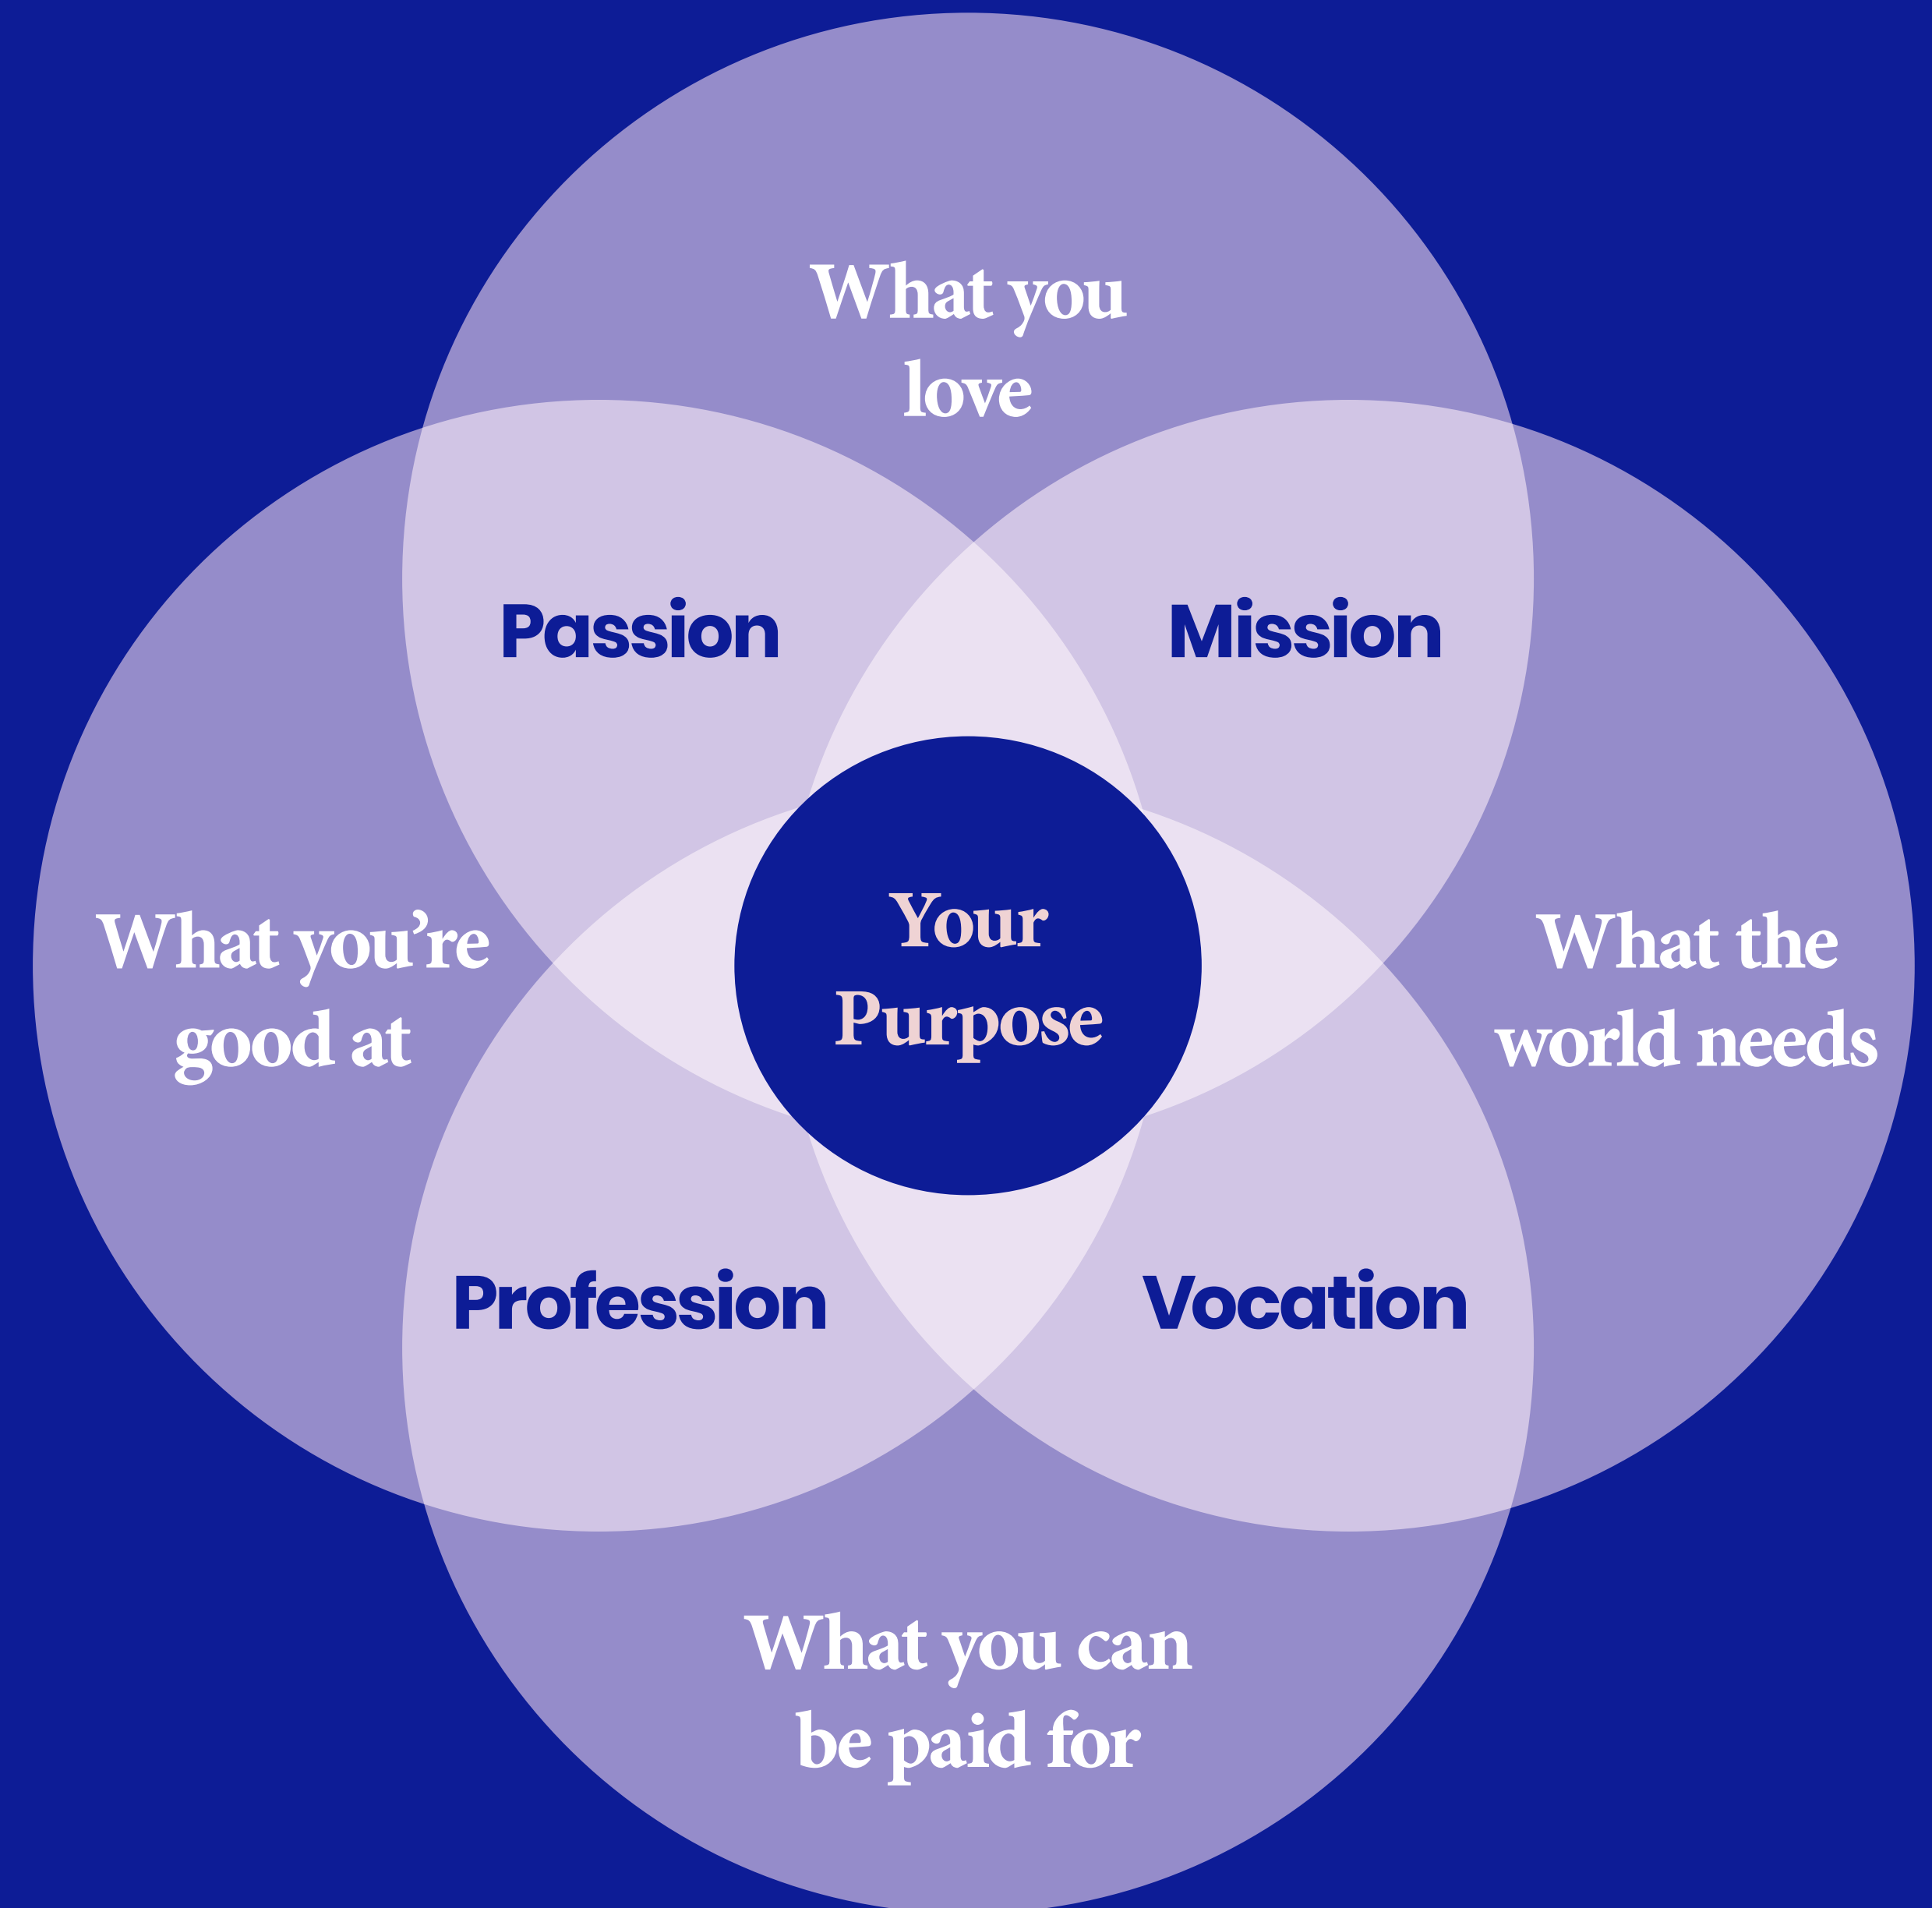 What you
love
Passion
Mission
What you're
good at
Your
Purpose
What the
world needs
Profession
Vocation
What you can
be paid for